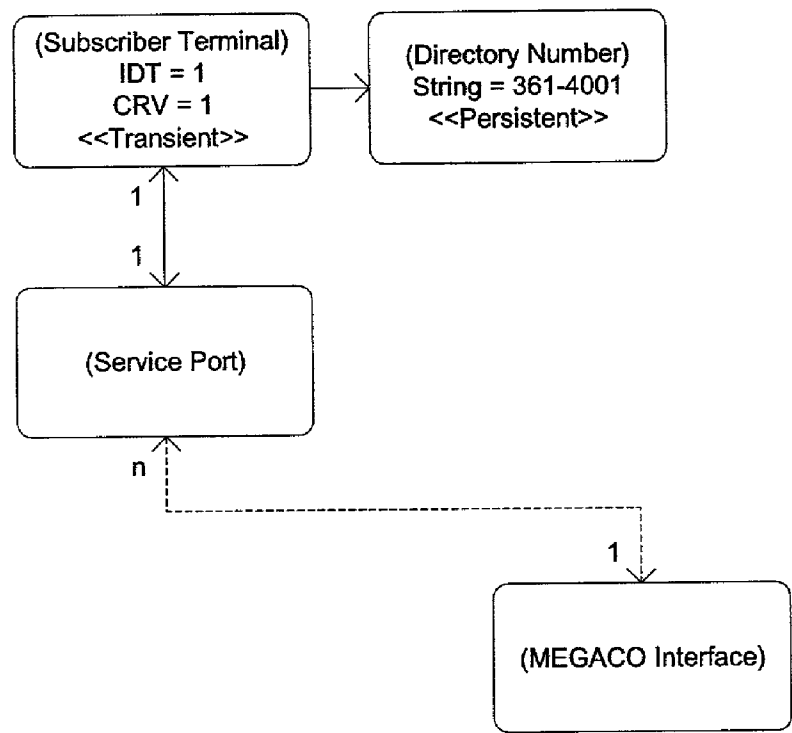 (Subscriber Terminal)
IDT = 1
CRV = 1
<<Transient>>
(Directory Number)
String = 361-4001
<<Persistent>>
1
1
(Service Port)
n
1
(MEGACO Interface)